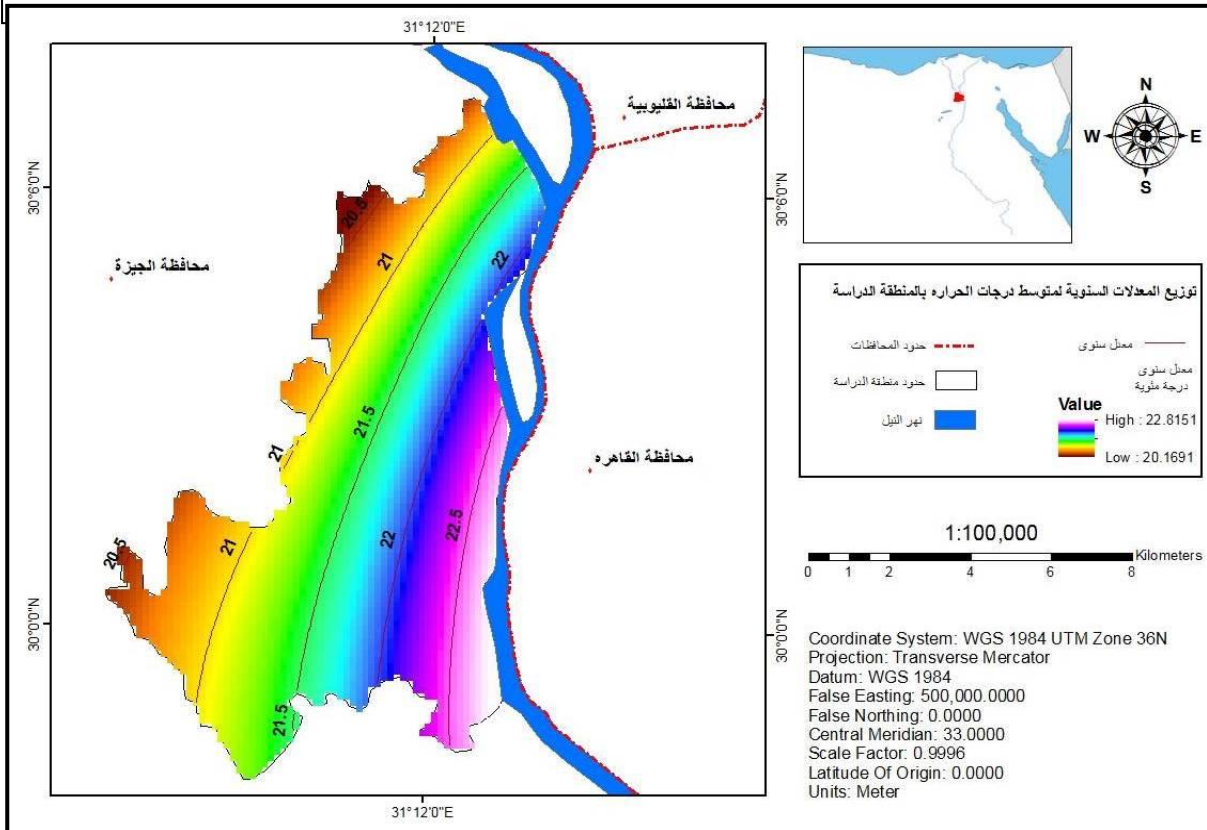 31°12'0"E
محافظة القليوبية
30°6'0"N
30°6'0"N
20.5
21
22
محافظة الجيزة
21.5
21
محافظة القاهره
22.5
22
21
20.5
30°0'0"N
30°0'0"N
21.5
31°12'0"E
N
W
E
S
توزيع المعدلات السنوية لمتوسط درجات الحراره بالمنطقة الدراسة
معدل سنوى
حدود المحافظات
معدل سنوى
درجة مئوية
حدود منطقة الدراسة
نهر النيل
Value
High : 22.8151
Low : 20.1691
1:100,000
Kilometers
0 1 2 4 6 8
Coordinate System: WGS 1984 UTM Zone 36N
Projection: Transverse Mercator
Datum: WGS 1984
False Easting: 500,000.0000
False Northing: 0.0000
Central Meridian: 33.0000
Scale Factor: 0.9996
Latitude Of Origin: 0.0000
Units: Meter